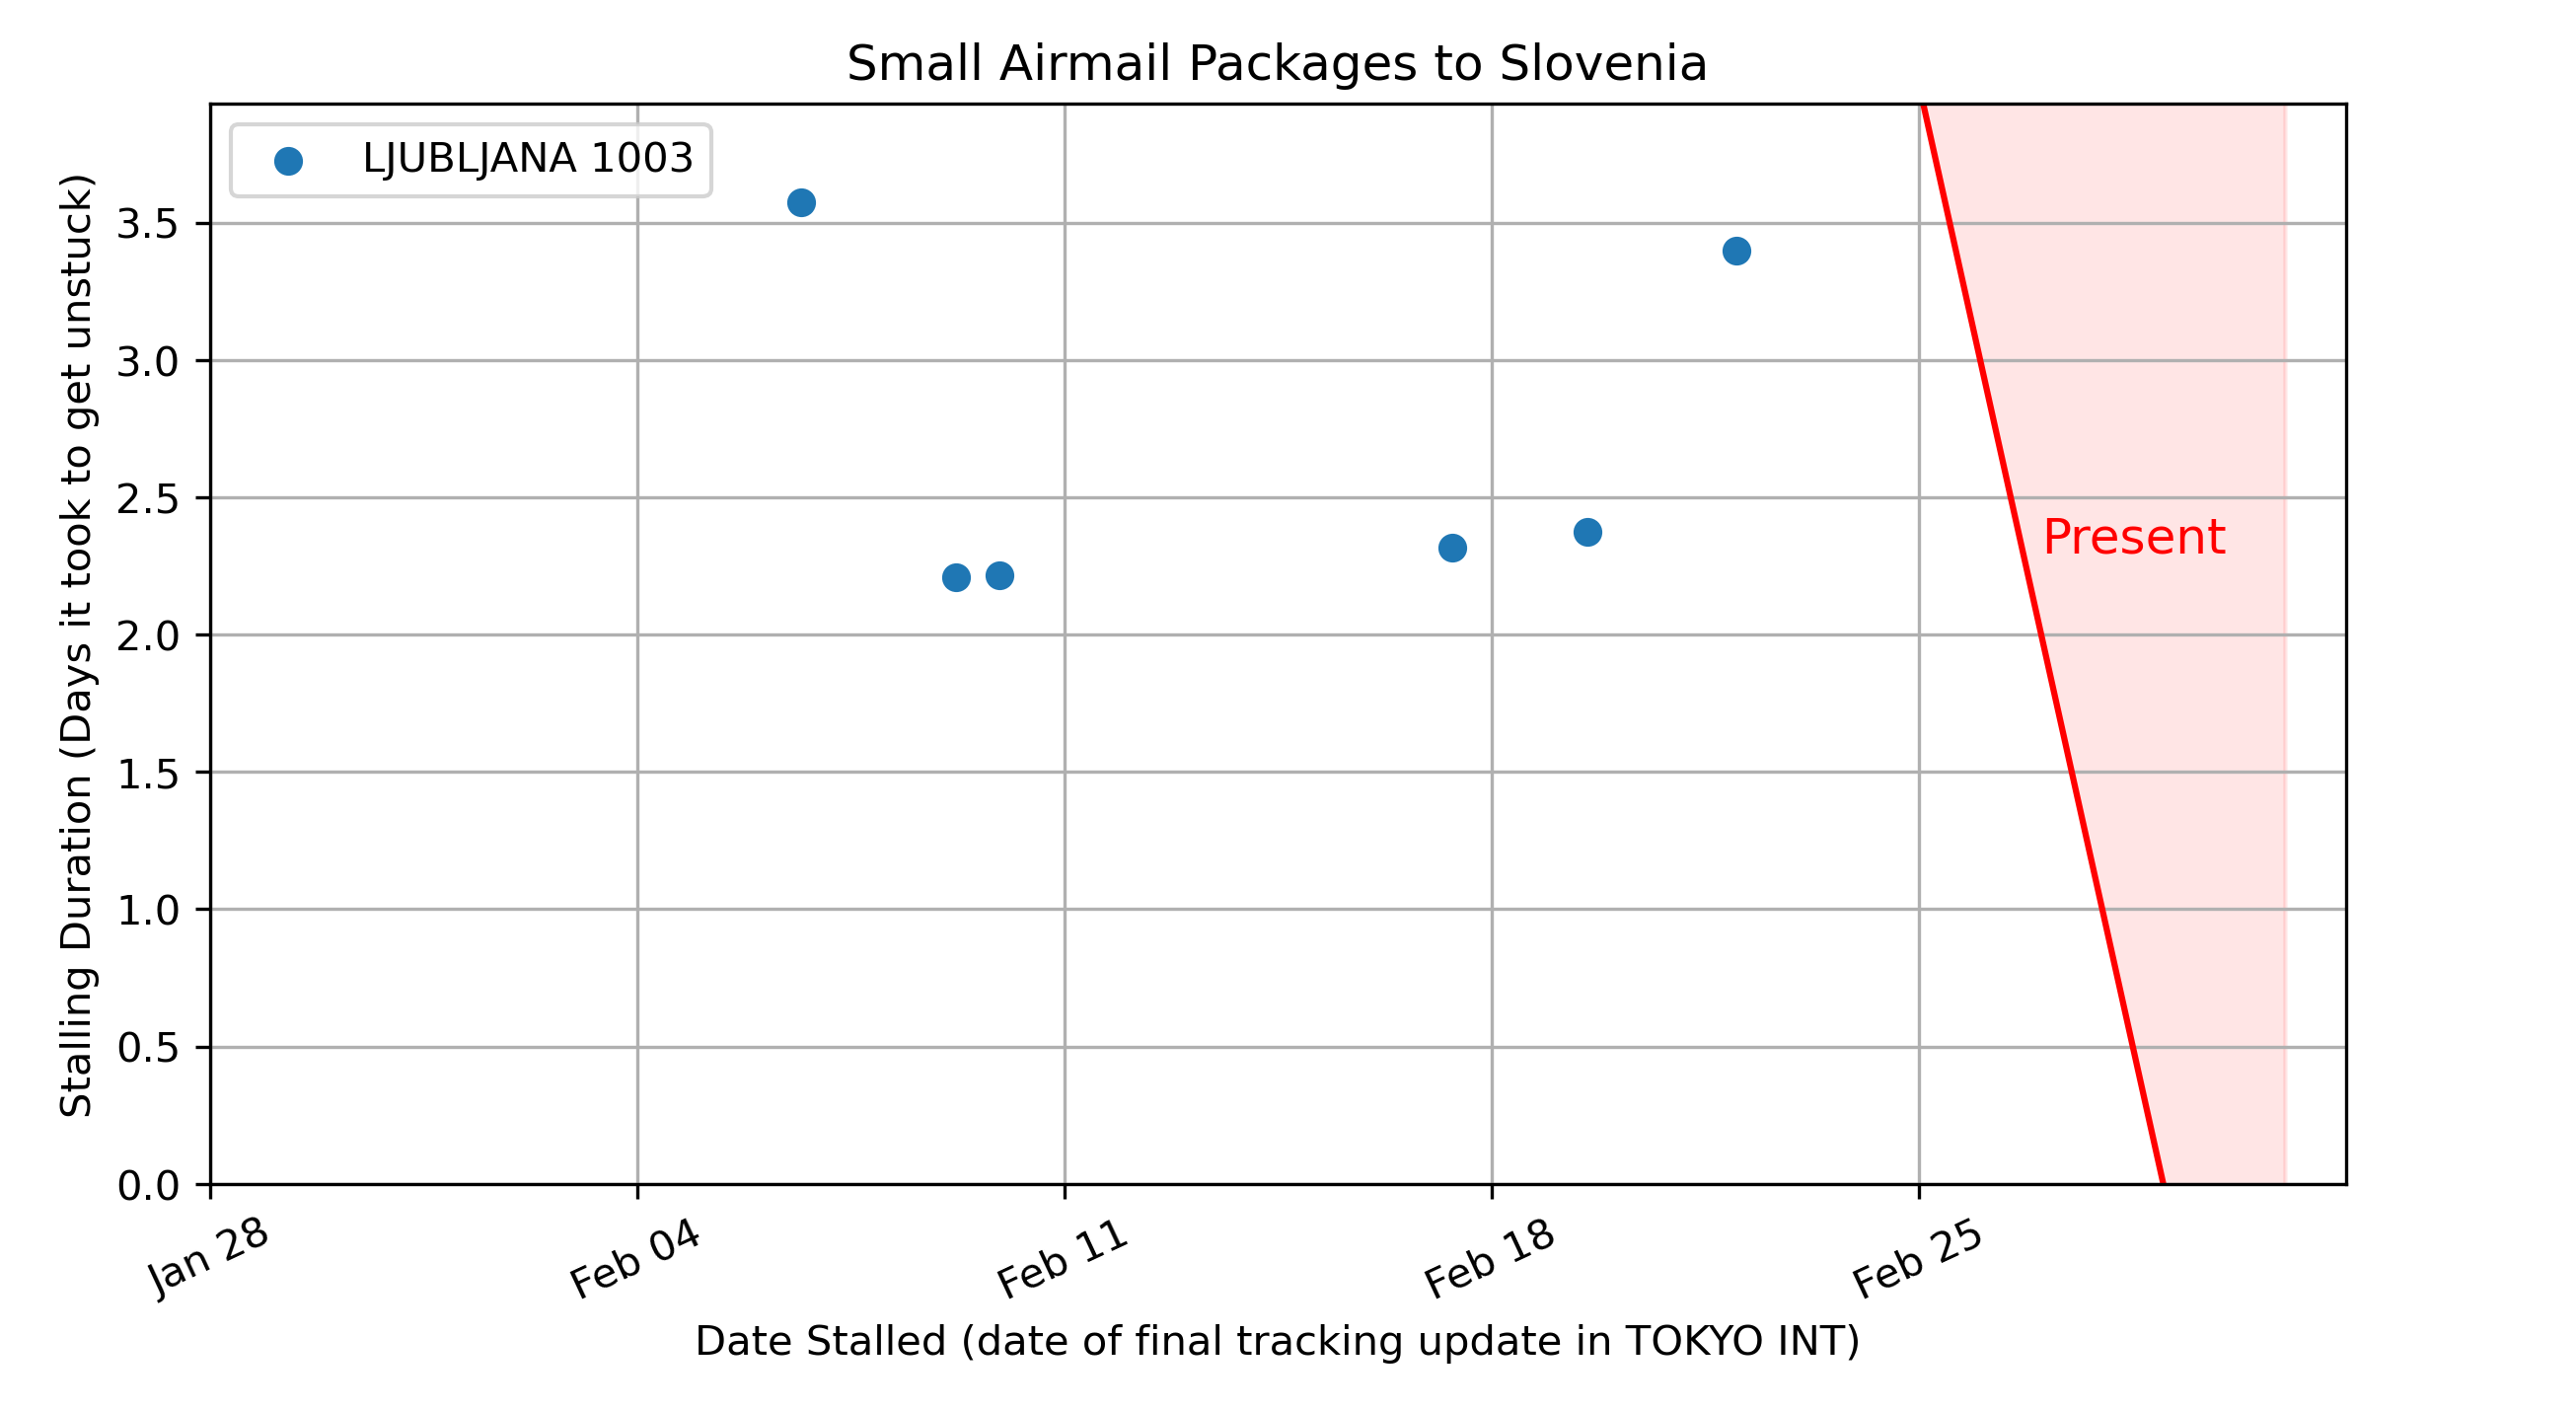 Small Airmail Packages to Slovenia
LJUBLJANA 1003
Stalling Duration (Days it took to get unstuck)
3.5
3.0
2.5
2.0
1.5
1.0
0.5
0.0
Present
Jan 28
Feb 04
Feb 11
Feb 18
Feb 25
Date Stalled (date of final tracking update in TOKYO INT)